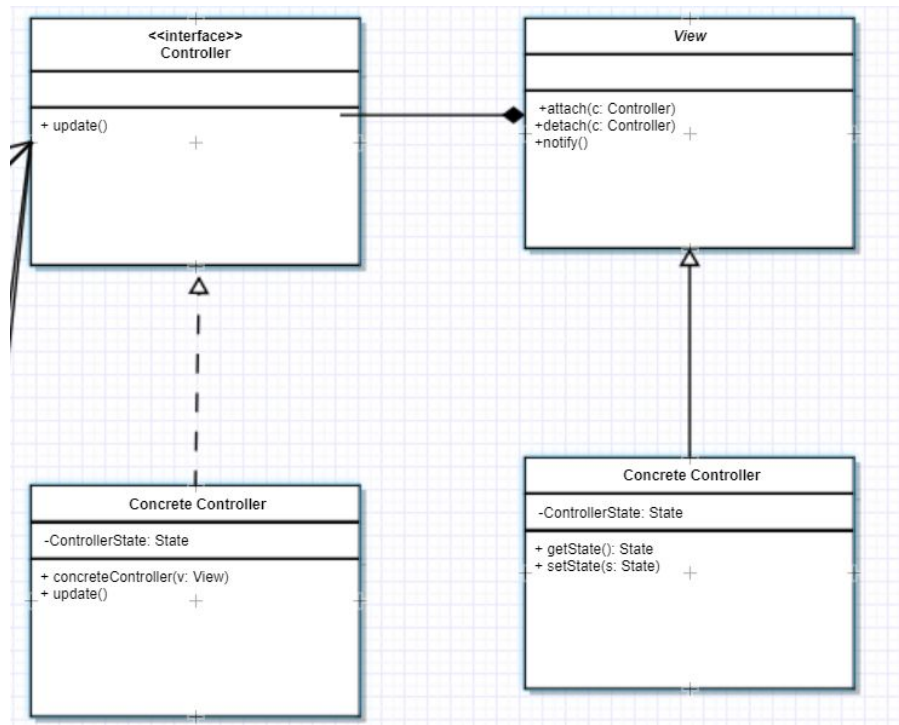 <<interface>>
Controller
+ update()
View
+attach(c: Controller)
+detach(c: Controller)
+notify()
Concrete Controller
-ControllerState: State
+ concreteController(v: View)
+ update()
Concrete Controller
-ControllerState: State
+ getState(): State
+ setState(s: State)